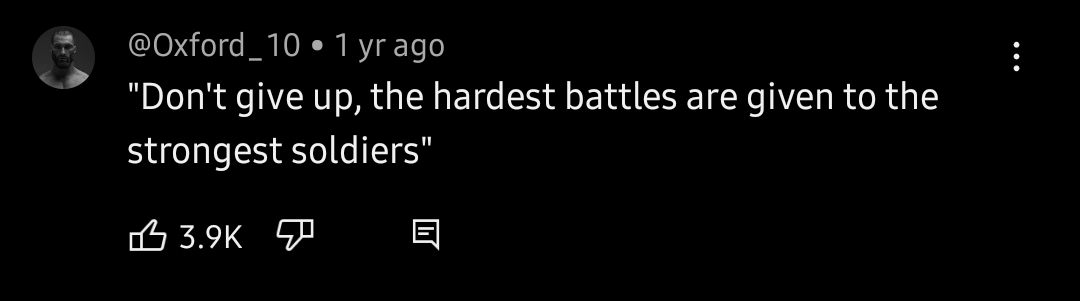 @Oxford_10 • 1 yr ago
"Don't give up, the hardest battles are given to the
strongest soldiers"
3.9K